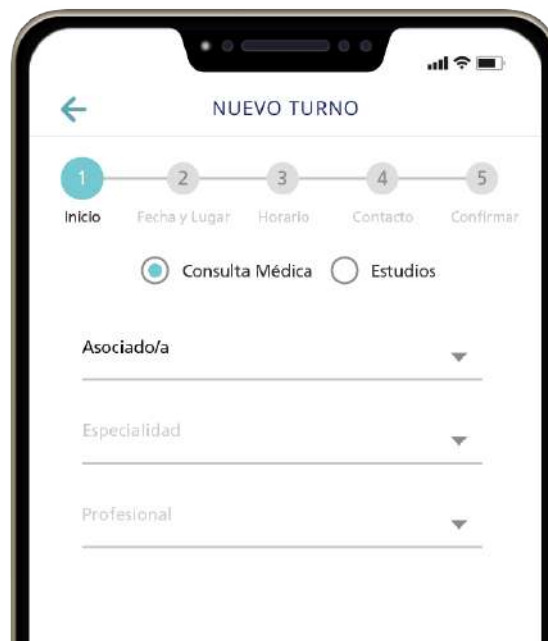 NUEVO TURNO
1 2 3 4 5
Inicio Fecha y Lugar Horario Contacto Confirmar
Consulta Médica Estudios
Asociado/a
Especialidad
Profesional